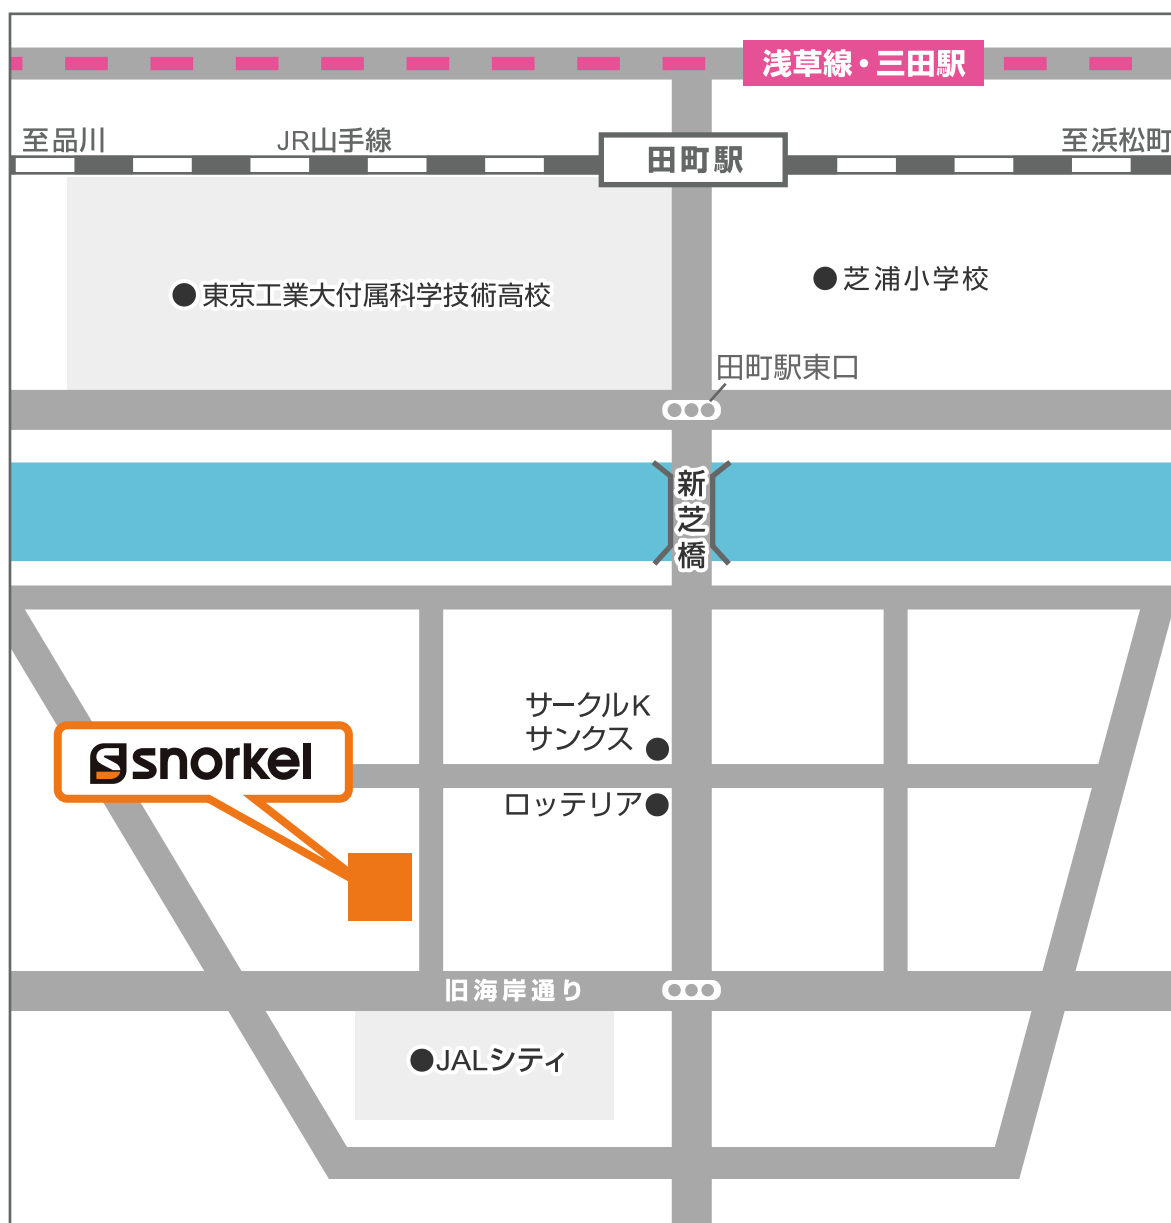 浅草線・三田駅
至品川
JR山手線
至浜松町
田町駅
芝浦小学校
東京工業大付属科学技術高校
田町駅東口
新芝橋
サークルK
サンクス
snorkel
ロッテリア
旧海岸通り
JALシティ